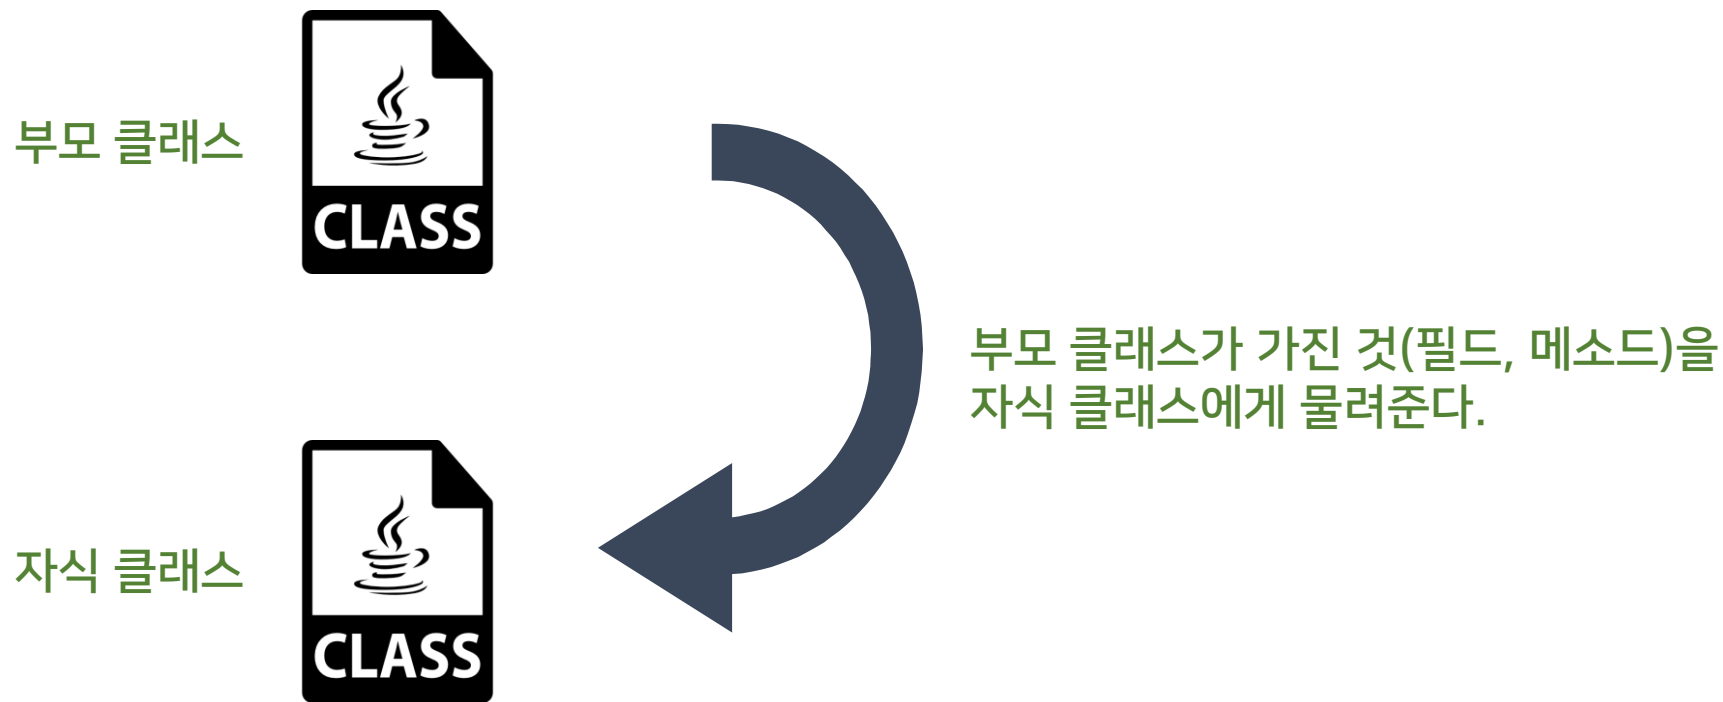 부모 클래스
CLASS
부모 클래스가 가진 것(필드, 메소드)을
자식 클래스에게 물려준다.
자식 클래스
CLASS